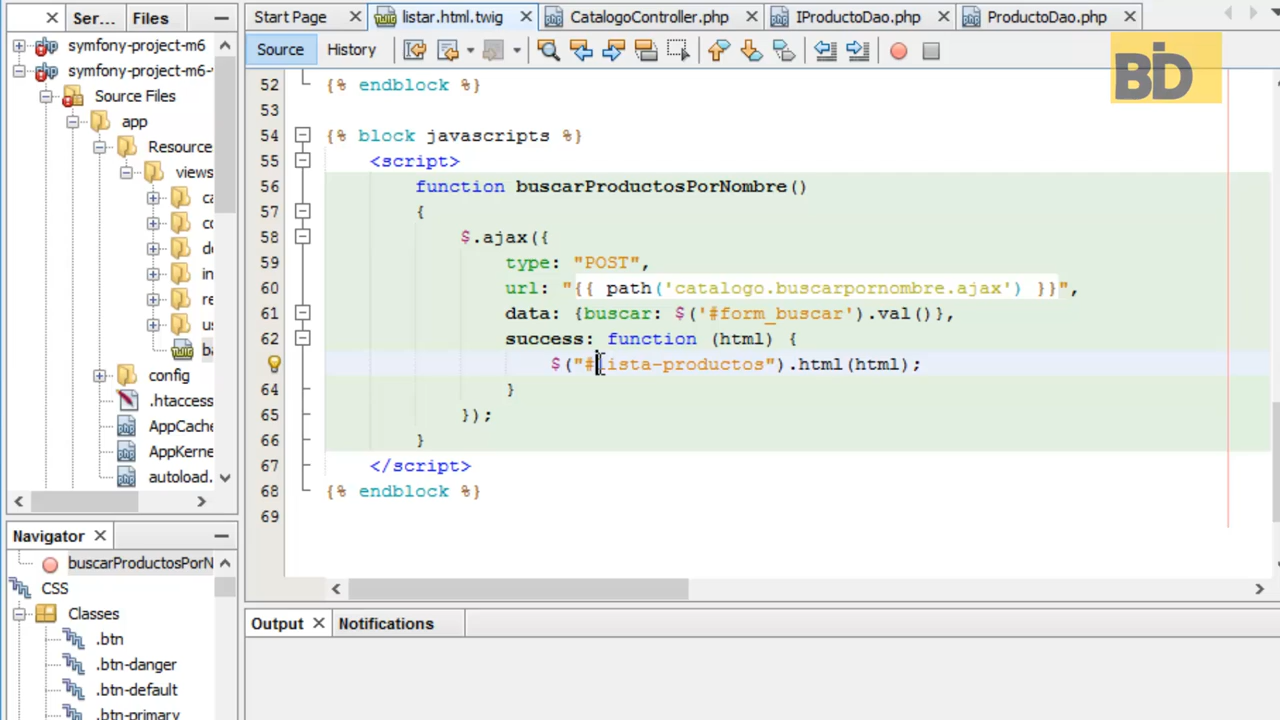 Ser...
Files
symfony-project-m6
symfony-project-m6-
Source Files
app
Resource
views
config
.htaccess
AppCache
AppKerne
autoload.
Navigator
buscarProductosPorN
CSS
Classes
.btn
.btn-danger
.btn-default
.btn-primary
Start Page
listar.html.twig
CatalogoController.php
IProductoDao.php
ProductoDao.php
Source
History
BID
52 {% endblock %}
53
54 {% block javascripts %}
55 <script>
56 function buscarProductosPorNombre()
57 {
58 $.ajax({
59 type: "POST",
60 url: "{{ path('catalogo.buscarpornombre.ajax') }}",
61 data: {buscar: $('#form_buscar').val()},
62 success: function (html) {
$("#lista-productos").html(html);
64 }
65 });
66 }
67 </script>
68 {% endblock %}
69
Output
Notifications